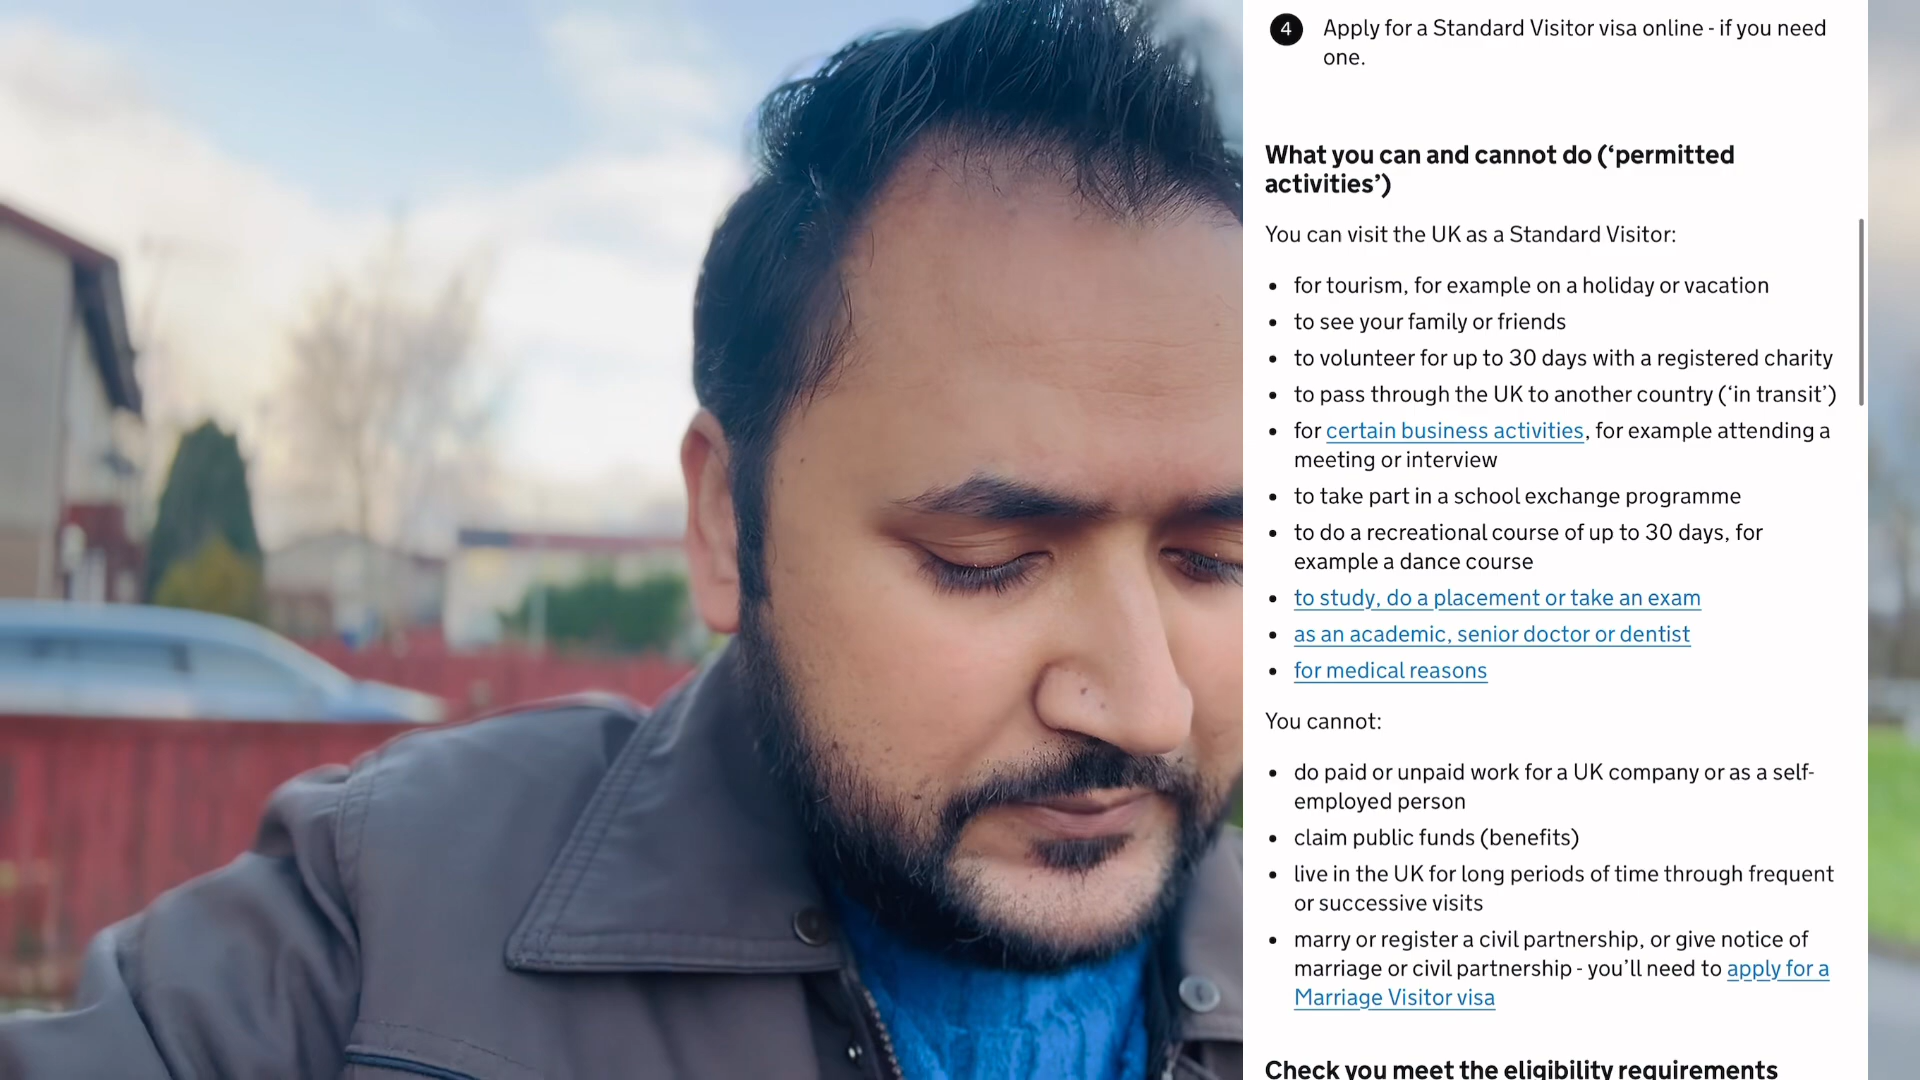 4 Apply for a Standard Visitor visa online - if you need
one.
What you can and cannot do (‘permitted
activities’)
You can visit the UK as a Standard Visitor:
• for tourism, for example on a holiday or vacation
• to see your family or friends
• to volunteer for up to 30 days with a registered charity
• to pass through the UK to another country (‘in transit’)
• for certain business activities, for example attending a
meeting or interview
• to take part in a school exchange programme
• to do a recreational course of up to 30 days, for
example a dance course
• to study, do a placement or take an exam
• as an academic, senior doctor or dentist
• for medical reasons
You cannot:
• do paid or unpaid work for a UK company or as a self-
employed person
• claim public funds (benefits)
• live in the UK for long periods of time through frequent
or successive visits
• marry or register a civil partnership, or give notice of
marriage or civil partnership - you’ll need to apply for a
Marriage Visitor visa
Check you meet the eligibility requirements